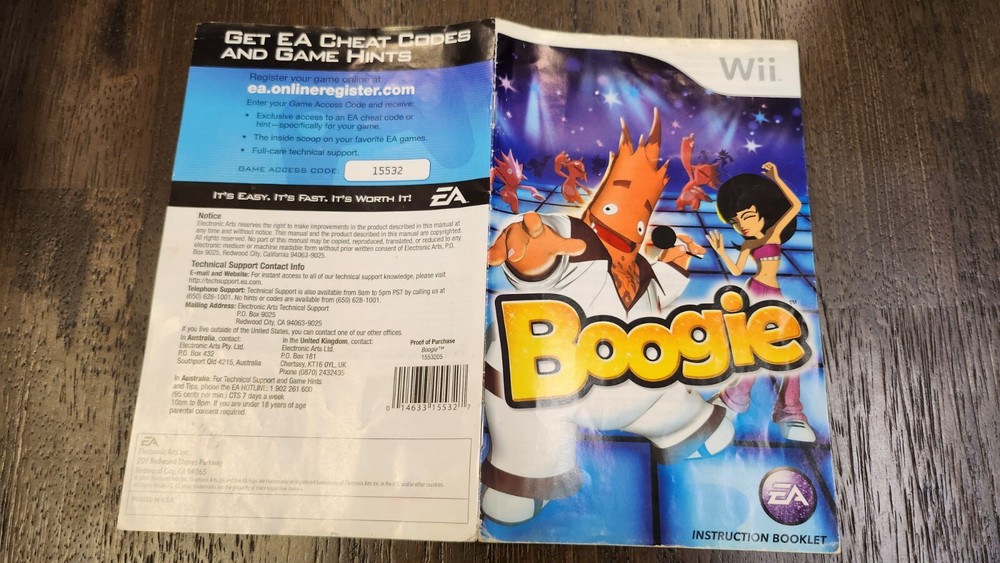 GET EA CHEAT CODES
AND GAME HINTS
Register your game online at
ea.onlineregister.com
Enter your Game Access Code and receive:
• Exclusive access to an EA cheat code or
hint—specifically for your game.
• The inside scoop on your favorite EA games.
• Full-care technical support.
GAME ACCESS CODE: 15532
IT'S EASY. IT'S FAST. IT'S WORTH IT! EA
Notice
Electronic Arts reserves the right to make improvements in the product described in this manual at
any time and without notice. This manual and the product described in this manual are copyrighted.
All rights reserved. No part of this manual may be copied, reproduced, translated, or reduced to any
electronic medium or machine readable form without prior written consent of Electronic Arts, P.O.
Box 9025, Redwood City, California 94063-9025.
Technical Support Contact Info
E-mail and Website: For instant access to all of our technical support knowledge, please visit
http://techsupport.ea.com.
Telephone Support: Technical Support is also available from 8am to 5pm PST by calling us at
(650) 628-1001. No hints or codes are available from (650) 628-1001.
Mailing Address: Electronic Arts Technical Support
P.O. Box 9025
Redwood City, CA 94063-9025
If you live outside of the United States, you can contact one of our other offices.
In Australia, contact:
Electronic Arts Pty. Ltd.
P.O. Box 432
Southport Qld 4215, Australia
In the United Kingdom, contact:
Electronic Arts Ltd.
P.O. Box 181
Chertsey, KT16 0YL, UK
Phone (0870) 2432435
In Australia: For Technical Support and Game Hints
and Tips, phone the EA HOTLINE: 1 902 261 600
(95 cents per min.) CTS 7 days a week
10am to 8pm. If you are under 18 years of age
parental consent required.
Proof of Purchase
Boogie™
1553205
0 14633 15532 7
EA
Electronic Arts Inc.
209 Redwood Shores Parkway
Redwood City, CA 94065
Wii
Boogie™
EA
INSTRUCTION BOOKLET